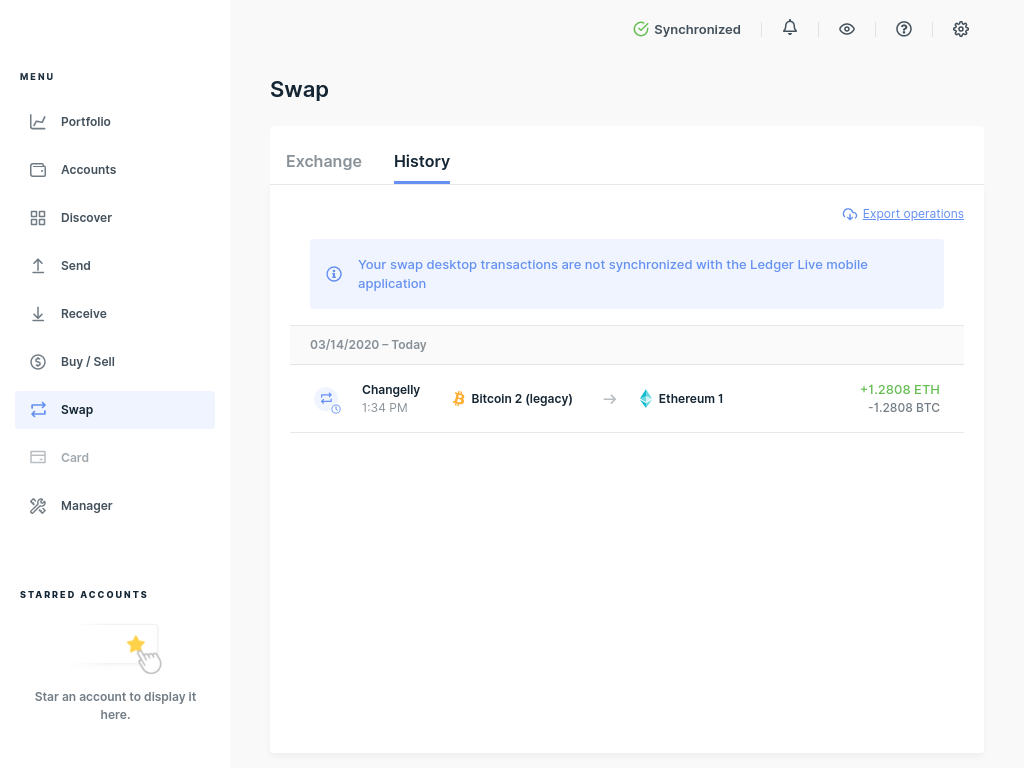 Synchronized
MENU
Portfolio
Accounts
Discover
Send
Receive
Buy / Sell
Swap
Card
Manager
STARRED ACCOUNTS
Star an account to display it
here.
Swap
Exchange
History
Export operations
Your swap desktop transactions are not synchronized with the Ledger Live mobile
application
03/14/2020 – Today
Changelly
1:34 PM
Bitcoin 2 (legacy)
Ethereum 1
+1.2808 ETH
-1.2808 BTC